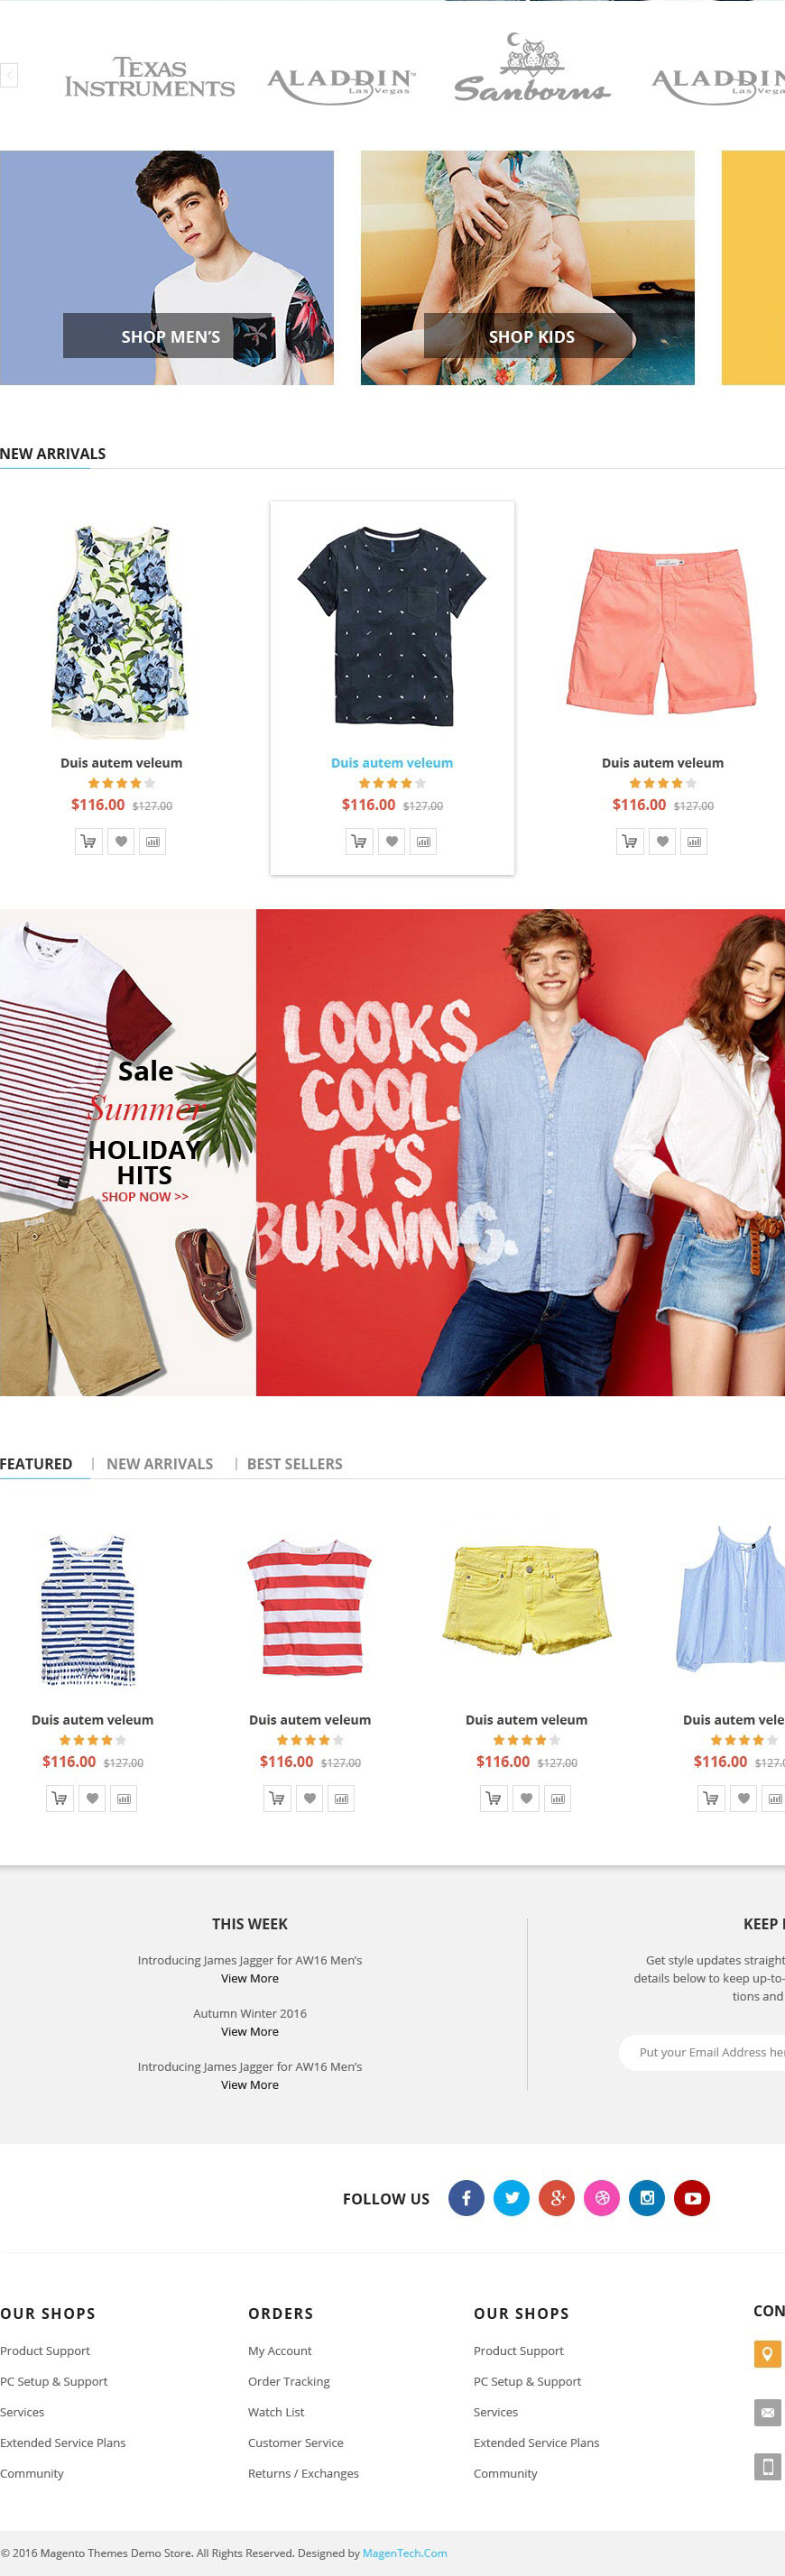 TEXAS
INSTRUMENTS
ALADDIN™
Las Vegas
Sanborns
ALADDIN
Las Vegas
SHOP MEN'S
SHOP KIDS
NEW ARRIVALS
Duis autem veleum
Duis autem veleum
Duis autem veleum
$116.00 $127.00
$116.00 $127.00
$116.00 $127.00
Sale
Summer
HOLIDAY
HITS
SHOP NOW >>
LOOKS
COOL.
IT'S
BURNING.
FEATURED | NEW ARRIVALS | BEST SELLERS
Duis autem veleum
Duis autem veleum
Duis autem veleum
Duis autem vele
$116.00 $127.00
$116.00 $127.00
$116.00 $127.00
$116.00 $127.0
THIS WEEK
Introducing James Jagger for AW16 Men's
View More
Autumn Winter 2016
View More
Introducing James Jagger for AW16 Men's
View More
KEEP
Get style updates straight
details below to keep up-to-
tions and
Put your Email Address her
FOLLOW US
OUR SHOPS
Product Support
PC Setup & Support
Services
Extended Service Plans
Community
ORDERS
My Account
Order Tracking
Watch List
Customer Service
Returns / Exchanges
OUR SHOPS
Product Support
PC Setup & Support
Services
Extended Service Plans
Community
CON
© 2016 Magento Themes Demo Store. All Rights Reserved. Designed by MagenTech.Com